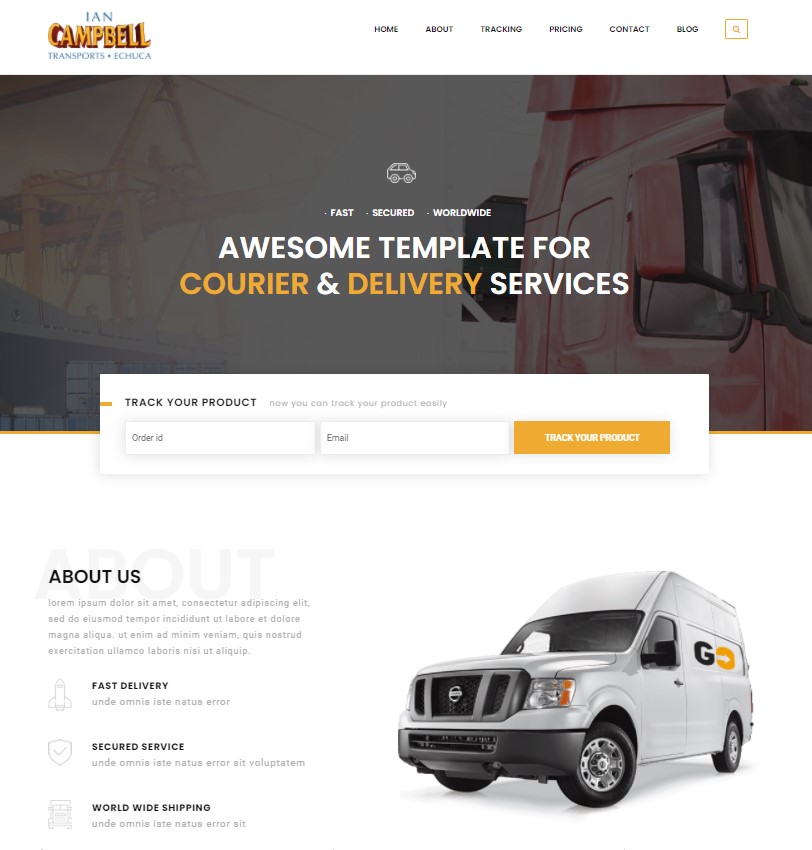 IAN
CAMPBELL
TRANSPORTS • ECHUCA
HOME ABOUT TRACKING PRICING CONTACT BLOG
· FAST · SECURED · WORLDWIDE
AWESOME TEMPLATE FOR
COURIER & DELIVERY SERVICES
TRACK YOUR PRODUCT now you can track your product easily
Order id Email TRACK YOUR PRODUCT
ABOUT
ABOUT US
lorem ipsum dolor sit amet, consectetur adipiscing elit,
sed do eiusmod tempor incididunt ut labore et dolore
magna aliqua. ut enim ad minim veniam, quis nostrud
exercitation ullamco laboris nisi ut aliquip.
GO
FAST DELIVERY
unde omnis iste natus error
SECURED SERVICE
unde omnis iste natus error sit voluptatem
WORLD WIDE SHIPPING
unde omnis iste natus error sit